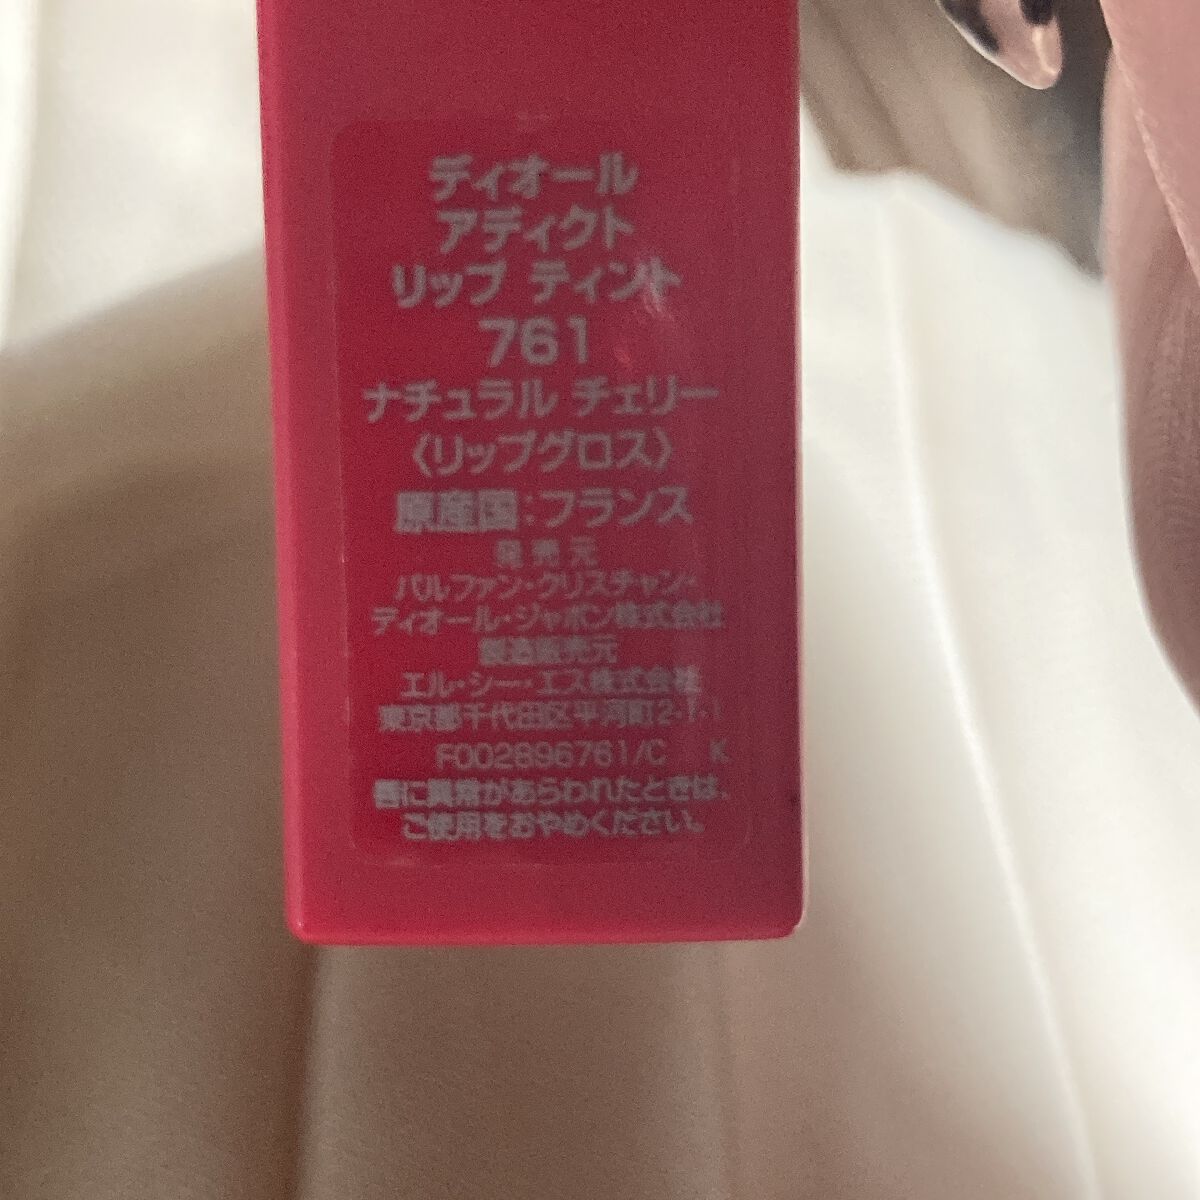 ディオール
アディクト
リップ ティント
761
ナチュラル チェリー
〈リップグロス〉
原産国:フランス
発売元
パルファン・クリスチャン・
ディオール・ジャポン株式会社
製造販売元
エル・シー・エス株式会社
東京都千代田区平河町2-1-1
F002896761/C K
唇に異常があらわれたときは、
ご使用をおやめください。